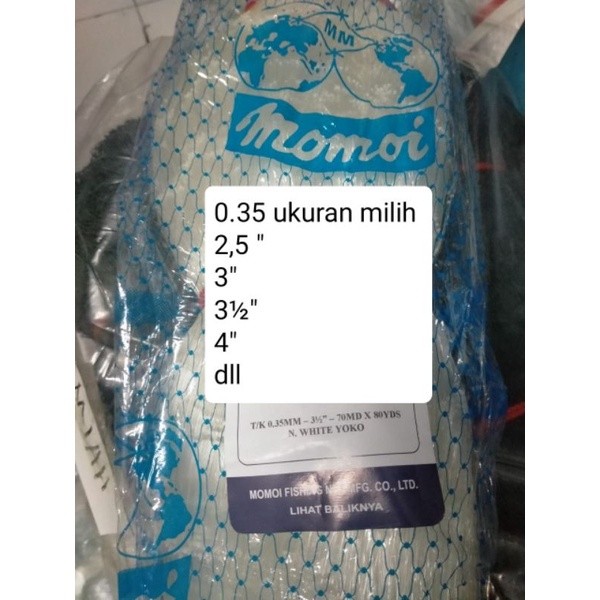 MM
momoi
0.35 ukuran milih
2,5 "
3"
3½"
4"
dll
T/K 0.35MM – 3½" – 70MD X 80YDS
N. WHITE YOKO
MOMOI FISHING NET MFG. CO., LTD.
LIHAT BALIKNYA